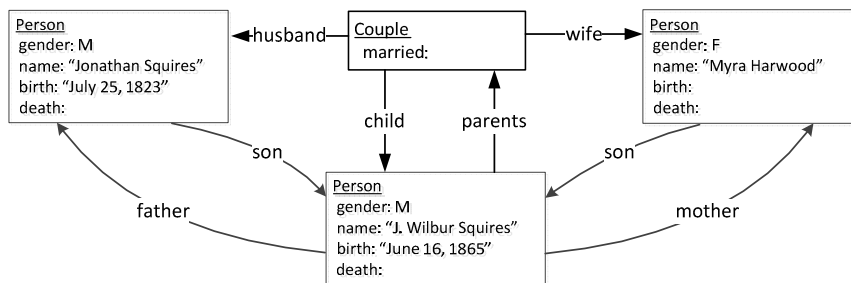 Person
gender: M
name: “Jonathan Squires”
birth: “July 25, 1823”
death:
husband
Couple
married:
wife
Person
gender: F
name: “Myra Harwood”
birth:
death:
child
parents
son
son
father
mother
Person
gender: M
name: “J. Wilbur Squires”
birth: “June 16, 1865”
death: